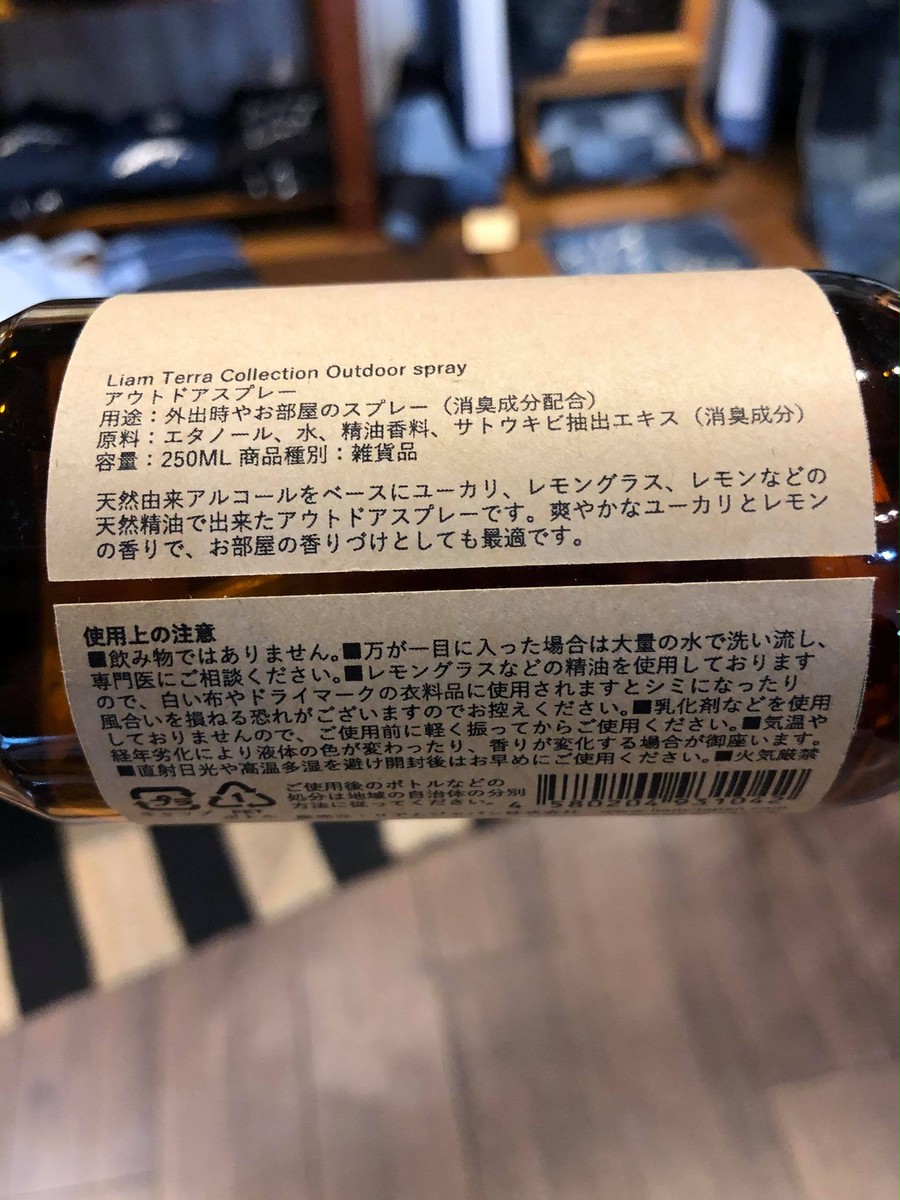 Liam Terra Collection Outdoor spray
アウトドアスプレー
用途：外出時やお部屋のスプレー（消臭成分配合）
原料：エタノール、水、精油香料、サトウキビ抽出エキス（消臭成分）
容量：250ML 商品種別：雑貨品
天然由来アルコールをベースにユーカリ、レモングラス、レモンなどの
天然精油で出来たアウトドアスプレーです。爽やかなユーカリとレモン
の香りで、お部屋の香りづけとしても最適です。
使用上の注意
■飲み物ではありません。■万が一目に入った場合は大量の水で洗い流し、
専門医にご相談ください。■レモングラスなどの精油を使用しております
ので、白い布やドライマークの衣料品に使用されますとシミになったり
風合いを損ねる恐れがございますのでお控えください。■乳化剤などを使用
しておりませんので、ご使用前に軽く振ってからご使用ください。■気温や
経年劣化により液体の色が変わったり、香りが変化する場合が御座います。
■直射日光や高温多湿を避け開封後はお早めにご使用ください。■火気厳禁
ご使用後のボトルなどの
処分は地域の自治体の分別
方法に従ってください。
4 580204 931042